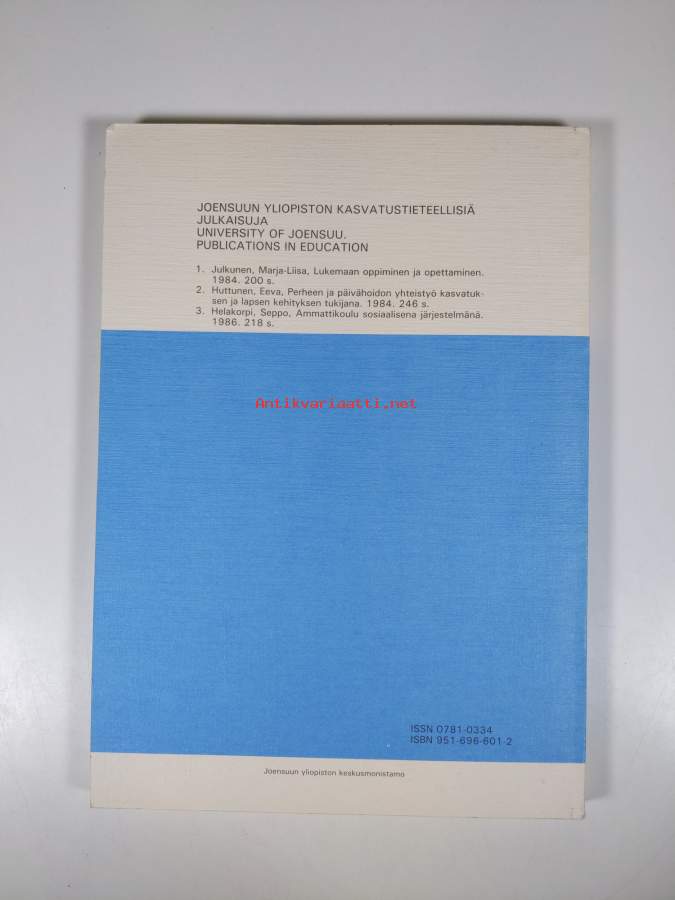 JOENSUUN YLIOPISTON KASVATUSTIETEELLISIÄ
JULKAISUJA
UNIVERSITY OF JOENSUU.
PUBLICATIONS IN EDUCATION
1. Julkunen, Marja-Liisa, Lukemaan oppiminen ja opettaminen.
1984. 200 s.
2. Huttunen, Eeva, Perheen ja päivähoidon yhteistyö kasvatuk-
sen ja lapsen kehityksen tukijana. 1984. 246 s.
3. Helakorpi, Seppo, Ammattikoulu sosiaalisena järjestelmänä.
1986. 218 s.
Antikvariaatti.net
ISSN 0781-0334
ISBN 951-696-601-2
Joensuun yliopiston keskusmonistamo